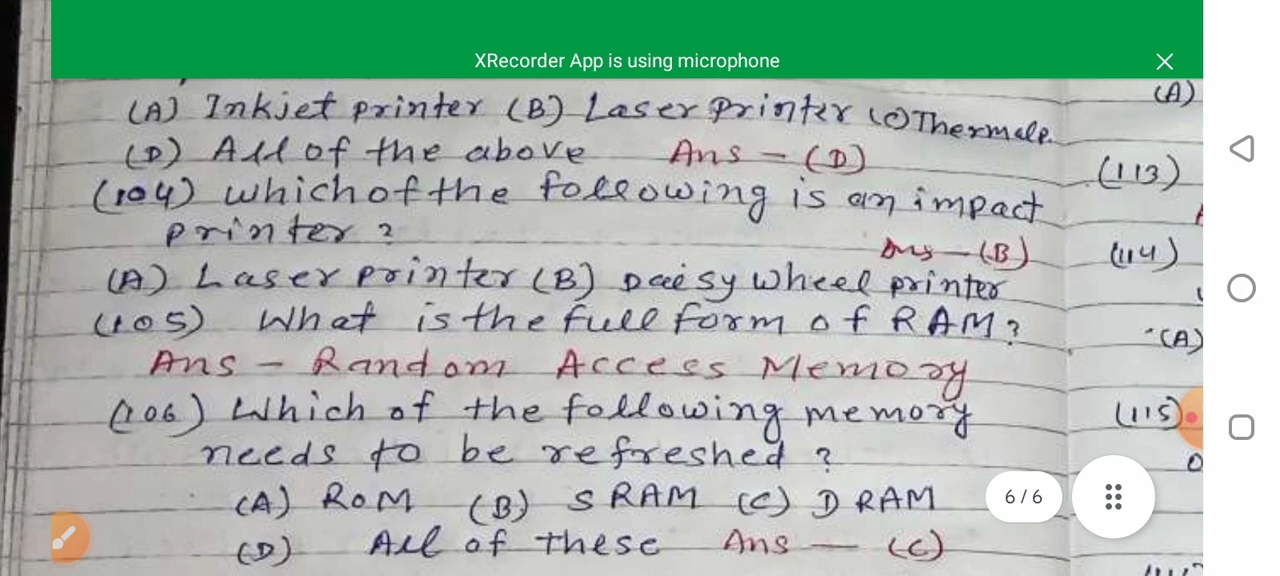 XRecorder App is using microphone
(A) Inkjet printer (B) Laser Printer (C) Thermal P.
(D) All of the above Ans - (D)
(104) Which of the following is an impact
printer ?
Ans - (B)
(A) Laser printer (B) Daisy Wheel printer
(105) What is the full form of RAM ?
Ans - Random Access Memory
(106) Which of the following memory
needs to be refreshed ?
(A) ROM (B) SRAM (C) DRAM
(D) All of these Ans - (C)
(A)
(113)
(114)
(A)
(115)
6 / 6